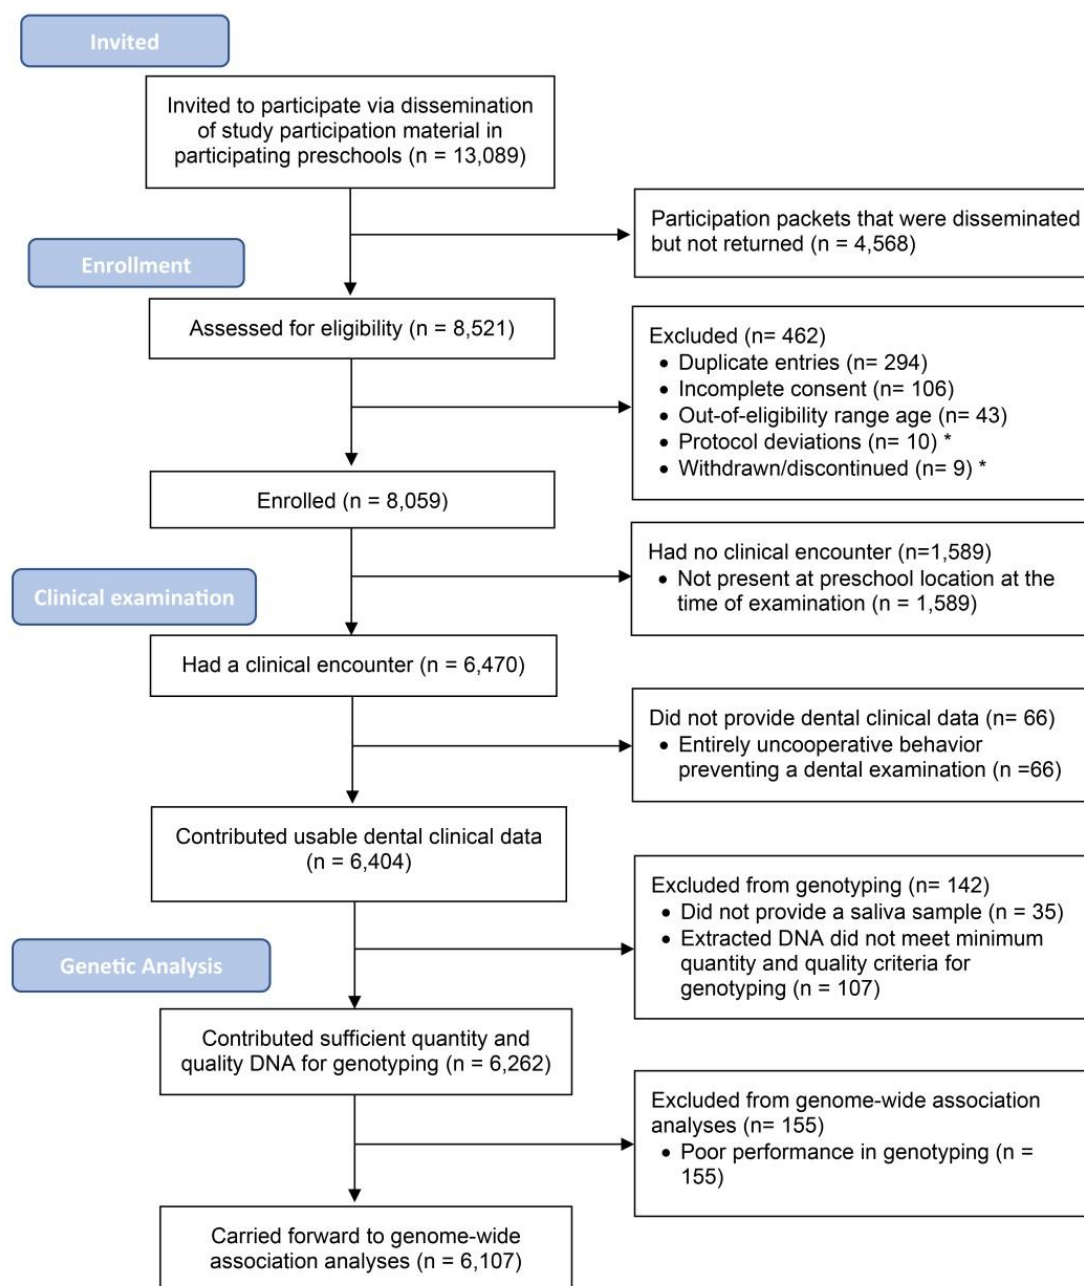 Invited
Invited to participate via dissemination
of study participation material in
participating preschools (n = 13,089)
Participation packets that were disseminated
but not returned (n = 4,568)
Enrollment
Assessed for eligibility (n = 8,521)
Excluded (n= 462)
• Duplicate entries (n= 294)
• Incomplete consent (n= 106)
• Out-of-eligibility range age (n= 43)
• Protocol deviations (n= 10) *
• Withdrawn/discontinued (n= 9) *
Enrolled (n = 8,059)
Had no clinical encounter (n=1,589)
• Not present at preschool location at the
time of examination (n = 1,589)
Clinical examination
Had a clinical encounter (n = 6,470)
Did not provide dental clinical data (n= 66)
• Entirely uncooperative behavior
preventing a dental examination (n =66)
Contributed usable dental clinical data
(n = 6,404)
Excluded from genotyping (n= 142)
• Did not provide a saliva sample (n = 35)
• Extracted DNA did not meet minimum
quantity and quality criteria for
genotyping (n = 107)
Genetic Analysis
Contributed sufficient quantity and
quality DNA for genotyping (n = 6,262)
Excluded from genome-wide association
analyses (n= 155)
• Poor performance in genotyping (n =
155)
Carried forward to genome-wide
association analyses (n = 6,107)